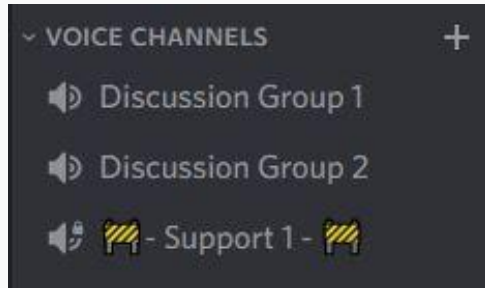 VOICE CHANNELS
Discussion Group 1
Discussion Group 2
🚧 - Support 1 - 🚧